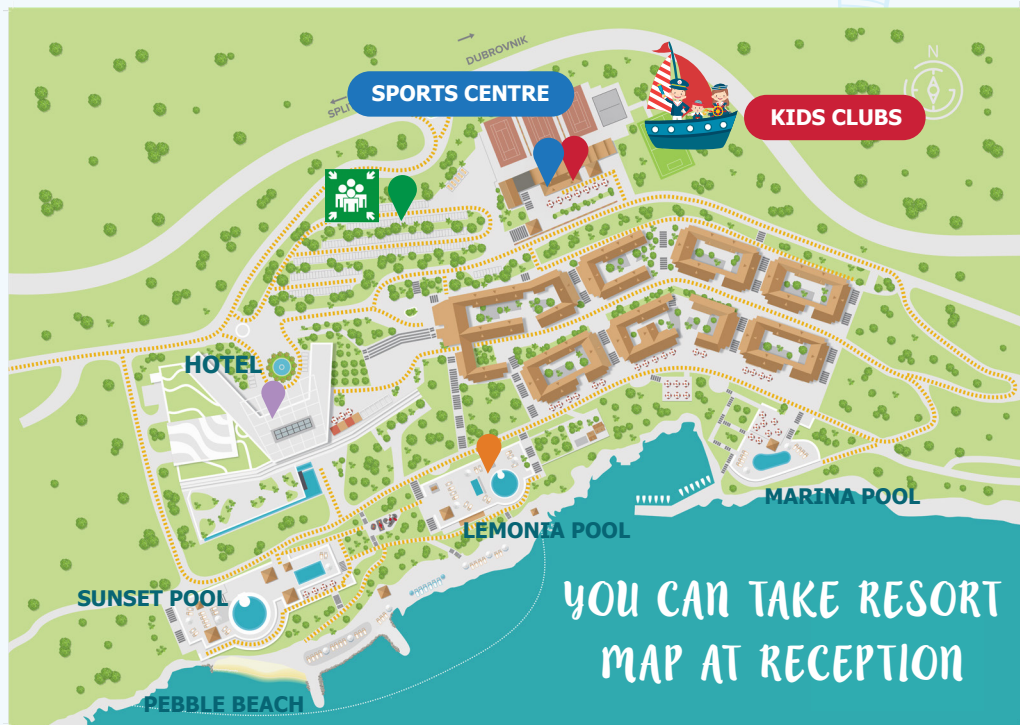 DUBROVNIK
N
SPORTS CENTRE
KIDS CLUBS
HOTEL
MARINA POOL
LEMONIA POOL
SUNSET POOL
YOU CAN TAKE RESORT
MAP AT RECEPTION
PEBBLE BEACH